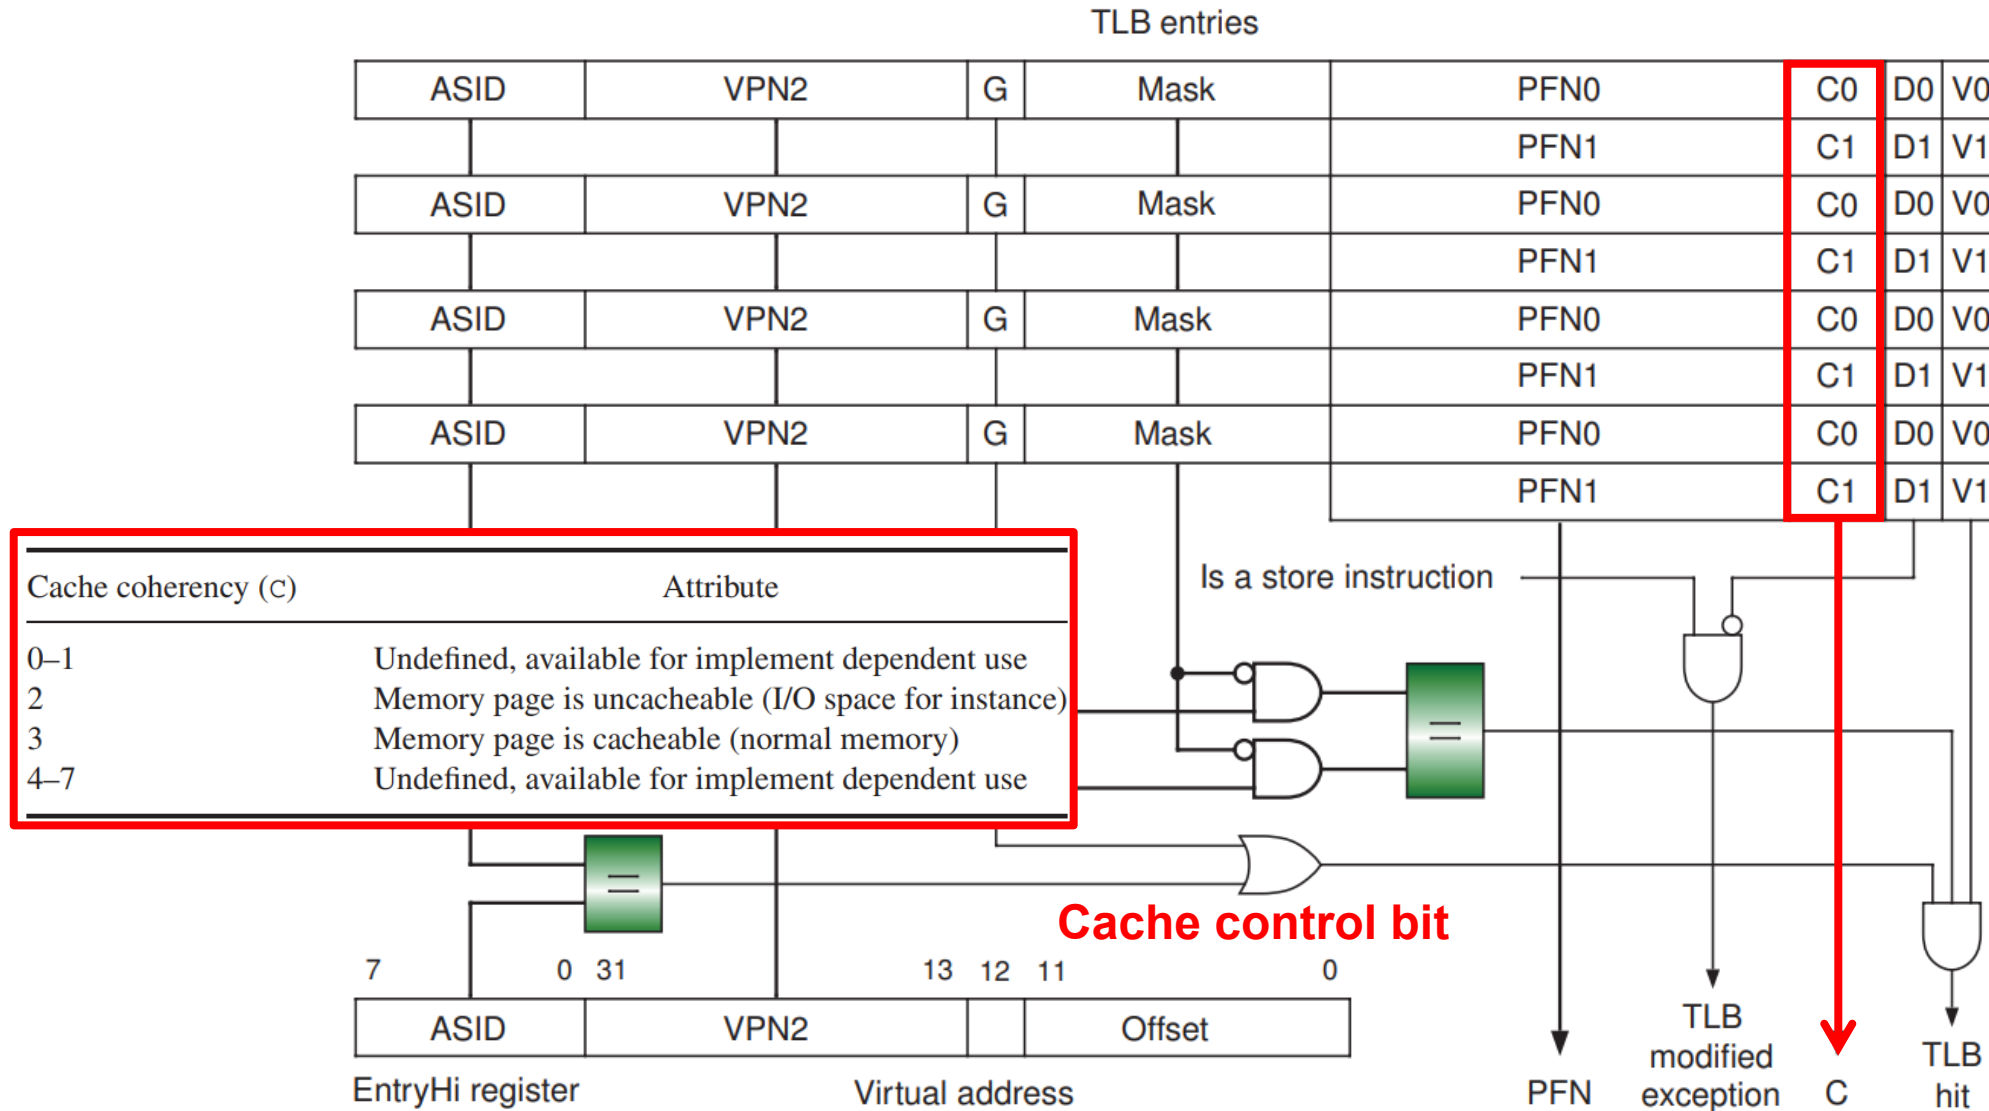 TLB entries
ASID VPN2 G Mask PFN0 C0 D0 V0
PFN1 C1 D1 V1
ASID VPN2 G Mask PFN0 C0 D0 V0
PFN1 C1 D1 V1
ASID VPN2 G Mask PFN0 C0 D0 V0
PFN1 C1 D1 V1
ASID VPN2 G Mask PFN0 C0 D0 V0
PFN1 C1 D1 V1
Is a store instruction
Cache coherency (C) Attribute
0–1 Undefined, available for implement dependent use
2 Memory page is uncacheable (I/O space for instance)
3 Memory page is cacheable (normal memory)
4–7 Undefined, available for implement dependent use
=
=
Cache control bit
7 0 31 13 12 11 0
ASID VPN2 Offset
EntryHi register Virtual address
PFN
TLB
modified
exception
C
TLB
hit